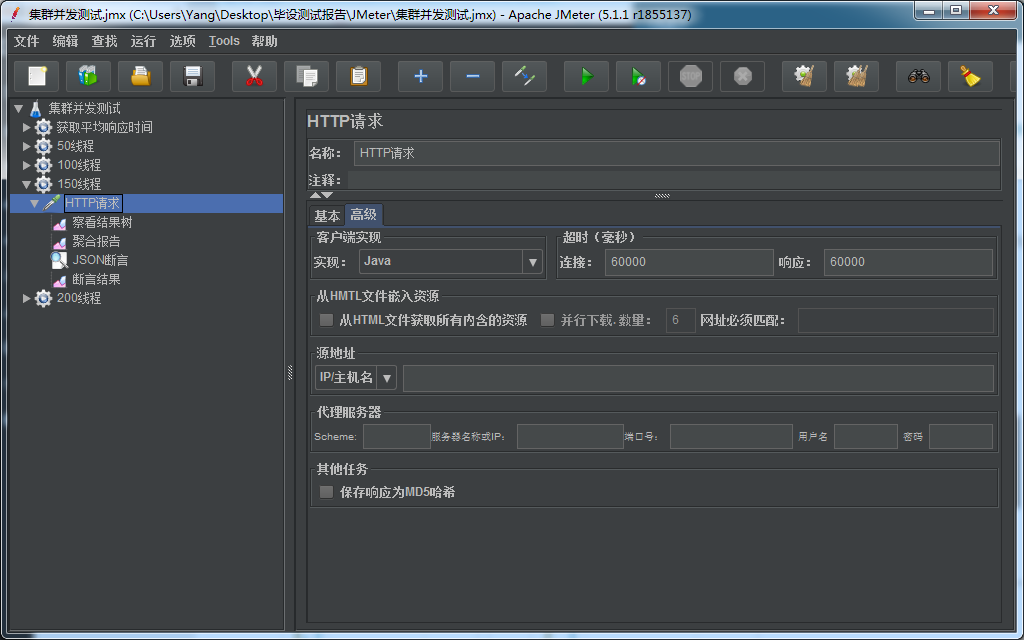 集群并发测试.jmx (C:\Users\Yang\Desktop\毕设测试报告\JMeter\集群并发测试.jmx) - Apache JMeter (5.1.1 r1855137)
文件 编辑 查找 运行 选项 Tools 帮助
STOP
集群并发测试
获取平均响应时间
50线程
100线程
150线程
HTTP请求
察看结果树
聚合报告
JSON断言
断言结果
200线程
HTTP请求
名称: HTTP请求
注释:
基本 高级
客户端实现 超时（毫秒）
实现: Java 连接: 60000 响应: 60000
从HMTL文件嵌入资源
从HTML文件获取所有内含的资源 并行下载. 数量: 6 网址必须匹配:
源地址
IP/主机名
代理服务器
Scheme: 服务器名称或IP: 端口号: 用户名 密码
其他任务
保存响应为MD5哈希